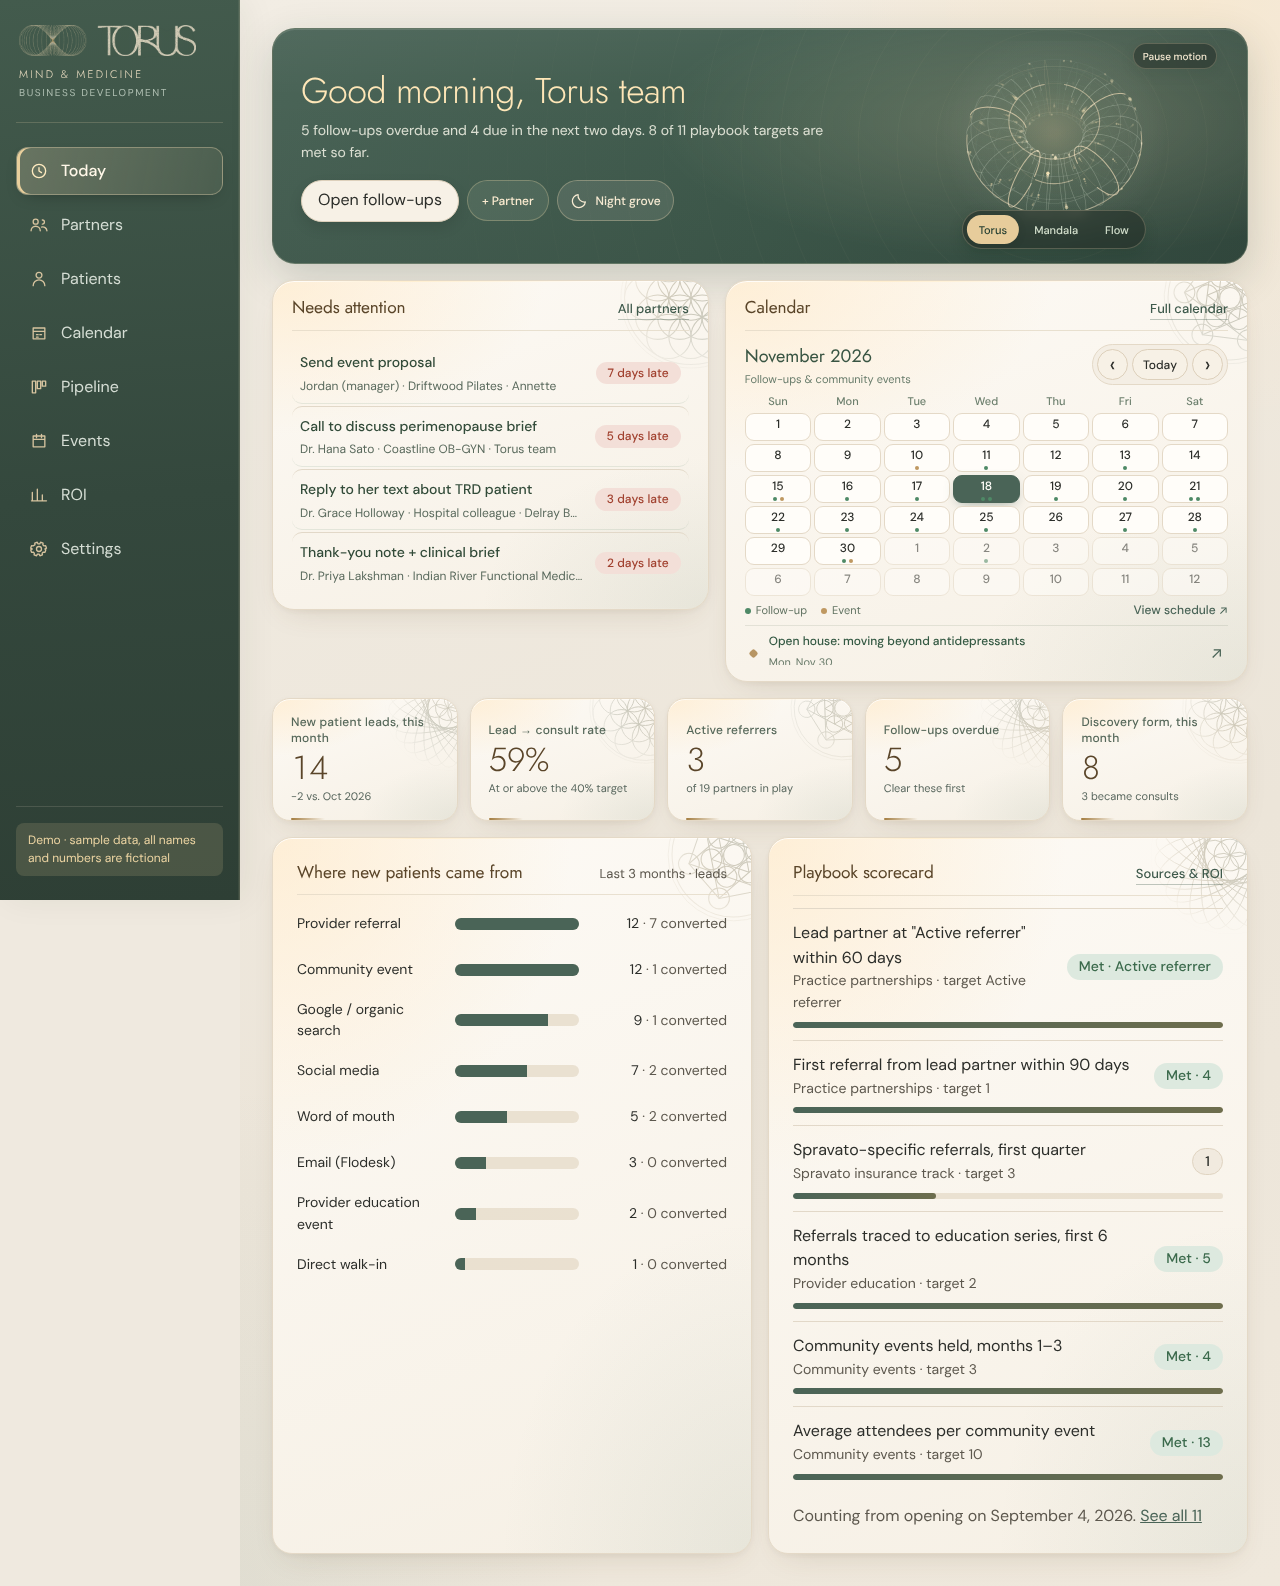 TORUS
MIND & MEDICINE
BUSINESS DEVELOPMENT
Today
Partners
Patients
Calendar
Pipeline
Events
ROI
Settings
Demo · sample data, all names
and numbers are fictional
Pause motion
Good morning, Torus team
5 follow-ups overdue and 4 due in the next two days. 8 of 11 playbook targets are
met so far.
Open follow-ups
+ Partner
Night grove
Torus
Mandala
Flow
Needs attention
All partners
Send event proposal
Jordan (manager) · Driftwood Pilates · Annette
7 days late
Call to discuss perimenopause brief
Dr. Hana Sato · Coastline OB-GYN · Torus team
5 days late
Reply to her text about TRD patient
Dr. Grace Holloway · Hospital colleague · Delray B...
3 days late
Thank-you note + clinical brief
Dr. Priya Lakshman · Indian River Functional Medic...
2 days late
Calendar
Full calendar
November 2026
Follow-ups & community events
‹ Today ›
Sun Mon Tue Wed Thu Fri Sat
1 2 3 4 5 6 7
8 9 10 11 12 13 14
15 16 17 18 19 20 21
22 23 24 25 26 27 28
29 30 1 2 3 4 5
6 7 8 9 10 11 12
Follow-up Event
View schedule ↗
Open house: moving beyond antidepressants
Mon, Nov 30
↗
New patient leads, this
month
14
-2 vs. Oct 2026
Lead → consult rate
59%
At or above the 40% target
Active referrers
3
of 19 partners in play
Follow-ups overdue
5
Clear these first
Discovery form, this
month
8
3 became consults
Where new patients came from
Last 3 months · leads
Provider referral
12 · 7 converted
Community event
12 · 1 converted
Google / organic
search
9 · 1 converted
Social media
7 · 2 converted
Word of mouth
5 · 2 converted
Email (Flodesk)
3 · 0 converted
Provider education
event
2 · 0 converted
Direct walk-in
1 · 0 converted
Playbook scorecard
Sources & ROI
Lead partner at "Active referrer"
within 60 days
Practice partnerships · target Active
referrer
Met · Active referrer
First referral from lead partner within 90 days
Practice partnerships · target 1
Met · 4
Spravato-specific referrals, first quarter
Spravato insurance track · target 3
1
Referrals traced to education series, first 6
months
Provider education · target 2
Met · 5
Community events held, months 1–3
Community events · target 3
Met · 4
Average attendees per community event
Community events · target 10
Met · 13
Counting from opening on September 4, 2026. See all 11